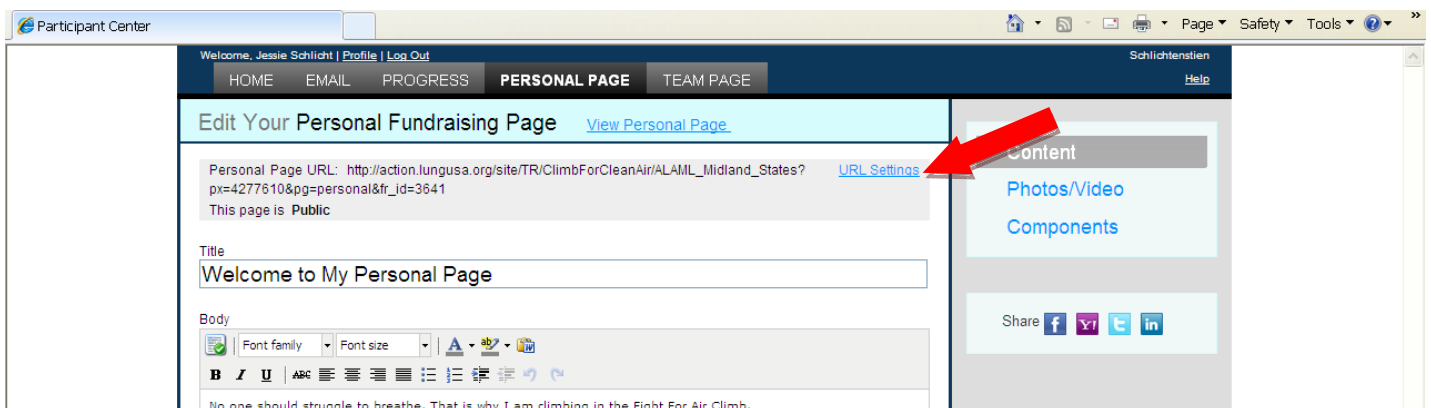 Participant Center
Page Safety Tools
Welcome, Jessie Schlicht | Profile | Log Out
Schlichtenstien
HOME EMAIL PROGRESS PERSONAL PAGE TEAM PAGE
Help
Edit Your Personal Fundraising Page View Personal Page
Personal Page URL: http://action.lungusa.org/site/TR/ClimbForCleanAir/ALAML_Midland_States?
px=4277610&pg=personal&fr_id=3641
URL Settings
This page is Public
Content
Photos/Video
Components
Title
Welcome to My Personal Page
Body
Font family Font size A ab
B I U ABC
No one should struggle to breathe. That is why I am climbing in the Fight For Air Climb.
Share f Y! t in